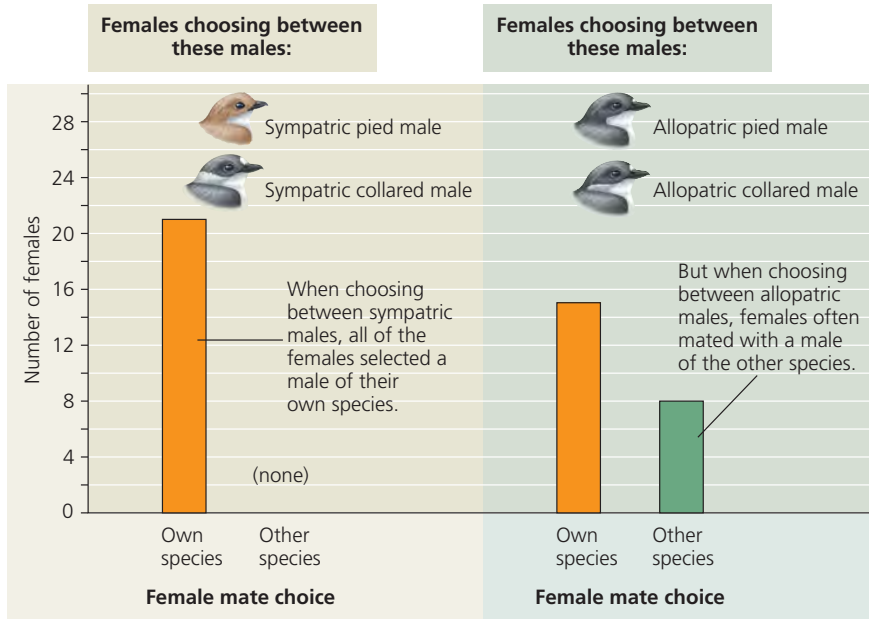 Females choosing between
these males:
Females choosing between
these males:
Number of females
28
24
20
16
12
8
4
0
Sympatric pied male
Sympatric collared male
When choosing
between sympatric
males, all of the
females selected a
male of their
own species.
(none)
Own
species
Other
species
Female mate choice
Allopatric pied male
Allopatric collared male
But when choosing
between allopatric
males, females often
mated with a male
of the other species.
Own
species
Other
species
Female mate choice